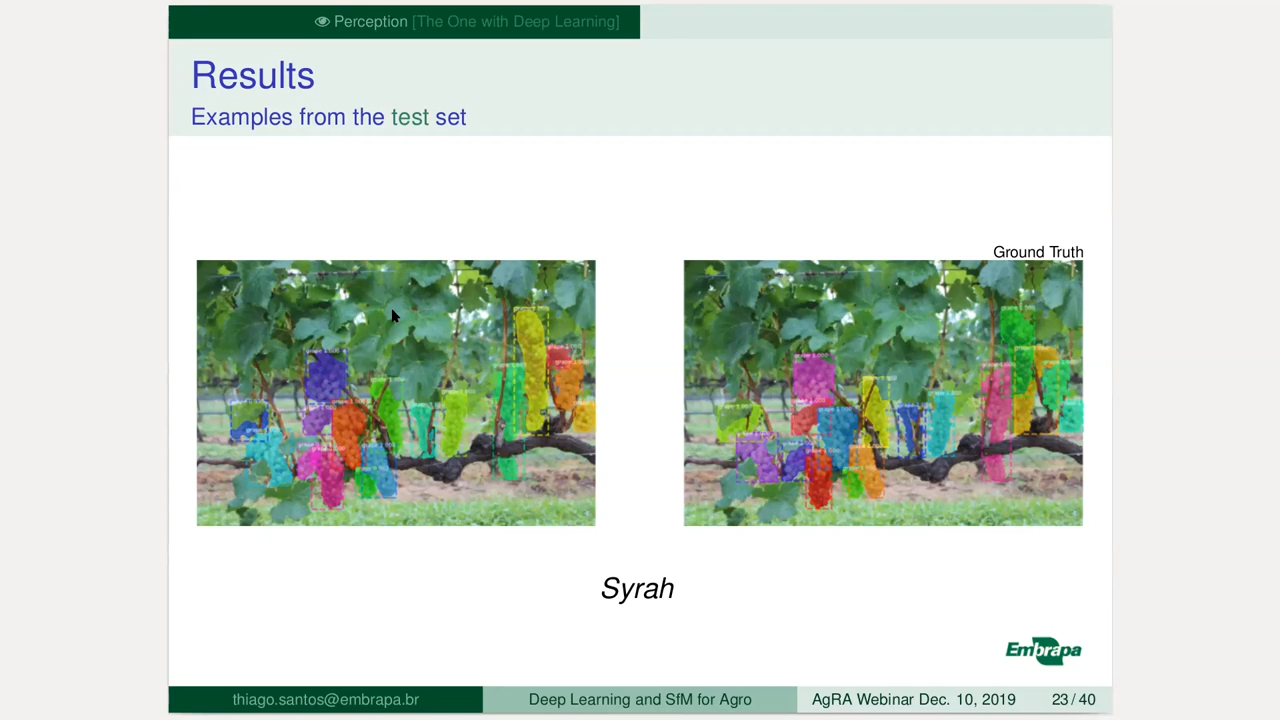 Perception [The One with Deep Learning]
Results
Examples from the test set
Ground Truth
Syrah
Embrapa
thiago.santos@embrapa.br
Deep Learning and SfM for Agro
AgRA Webinar Dec. 10, 2019
23 / 40